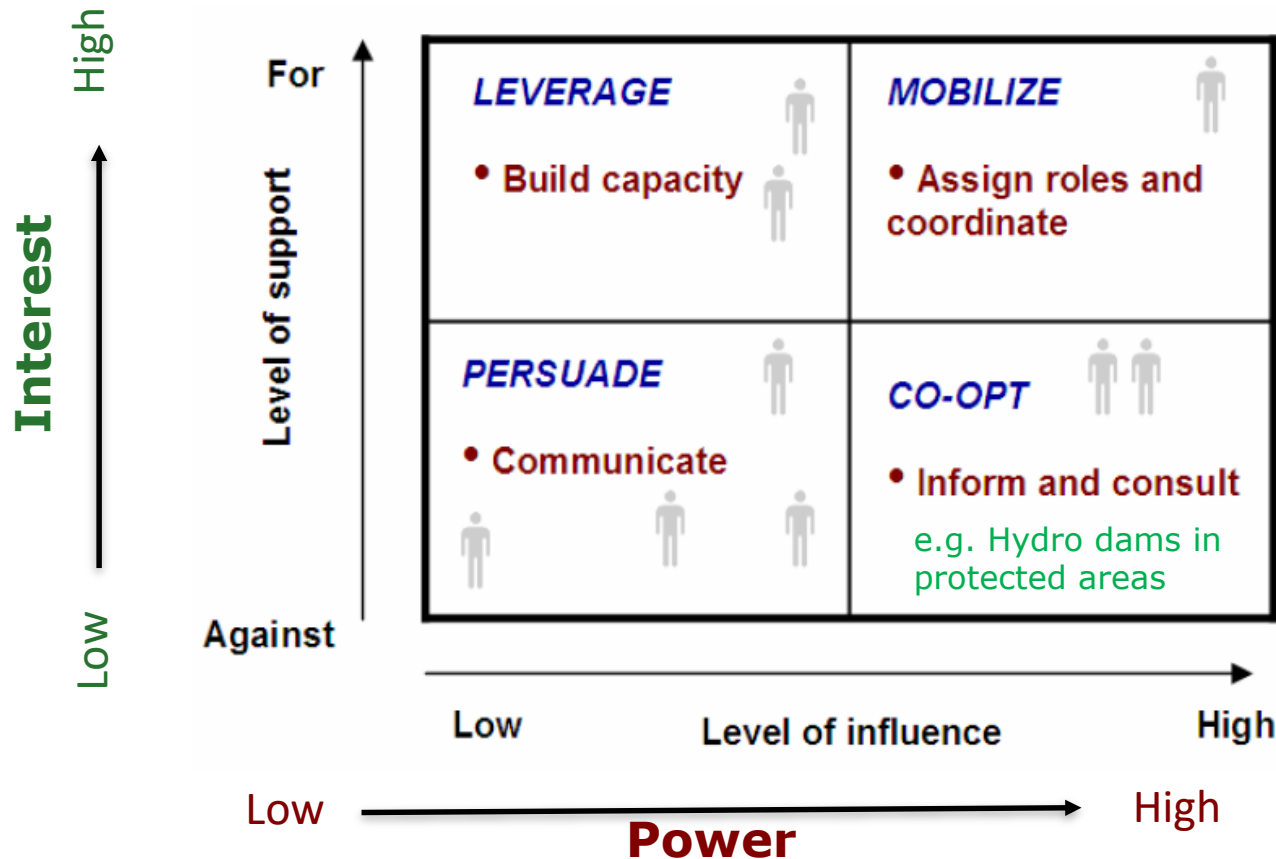 High
Interest
Low
For
Level of support
Against
LEVERAGE
• Build capacity
MOBILIZE
• Assign roles and
coordinate
PERSUADE
• Communicate
CO-OPT
• Inform and consult
e.g. Hydro dams in
protected areas
Low
Level of influence
High
Low
Power
High